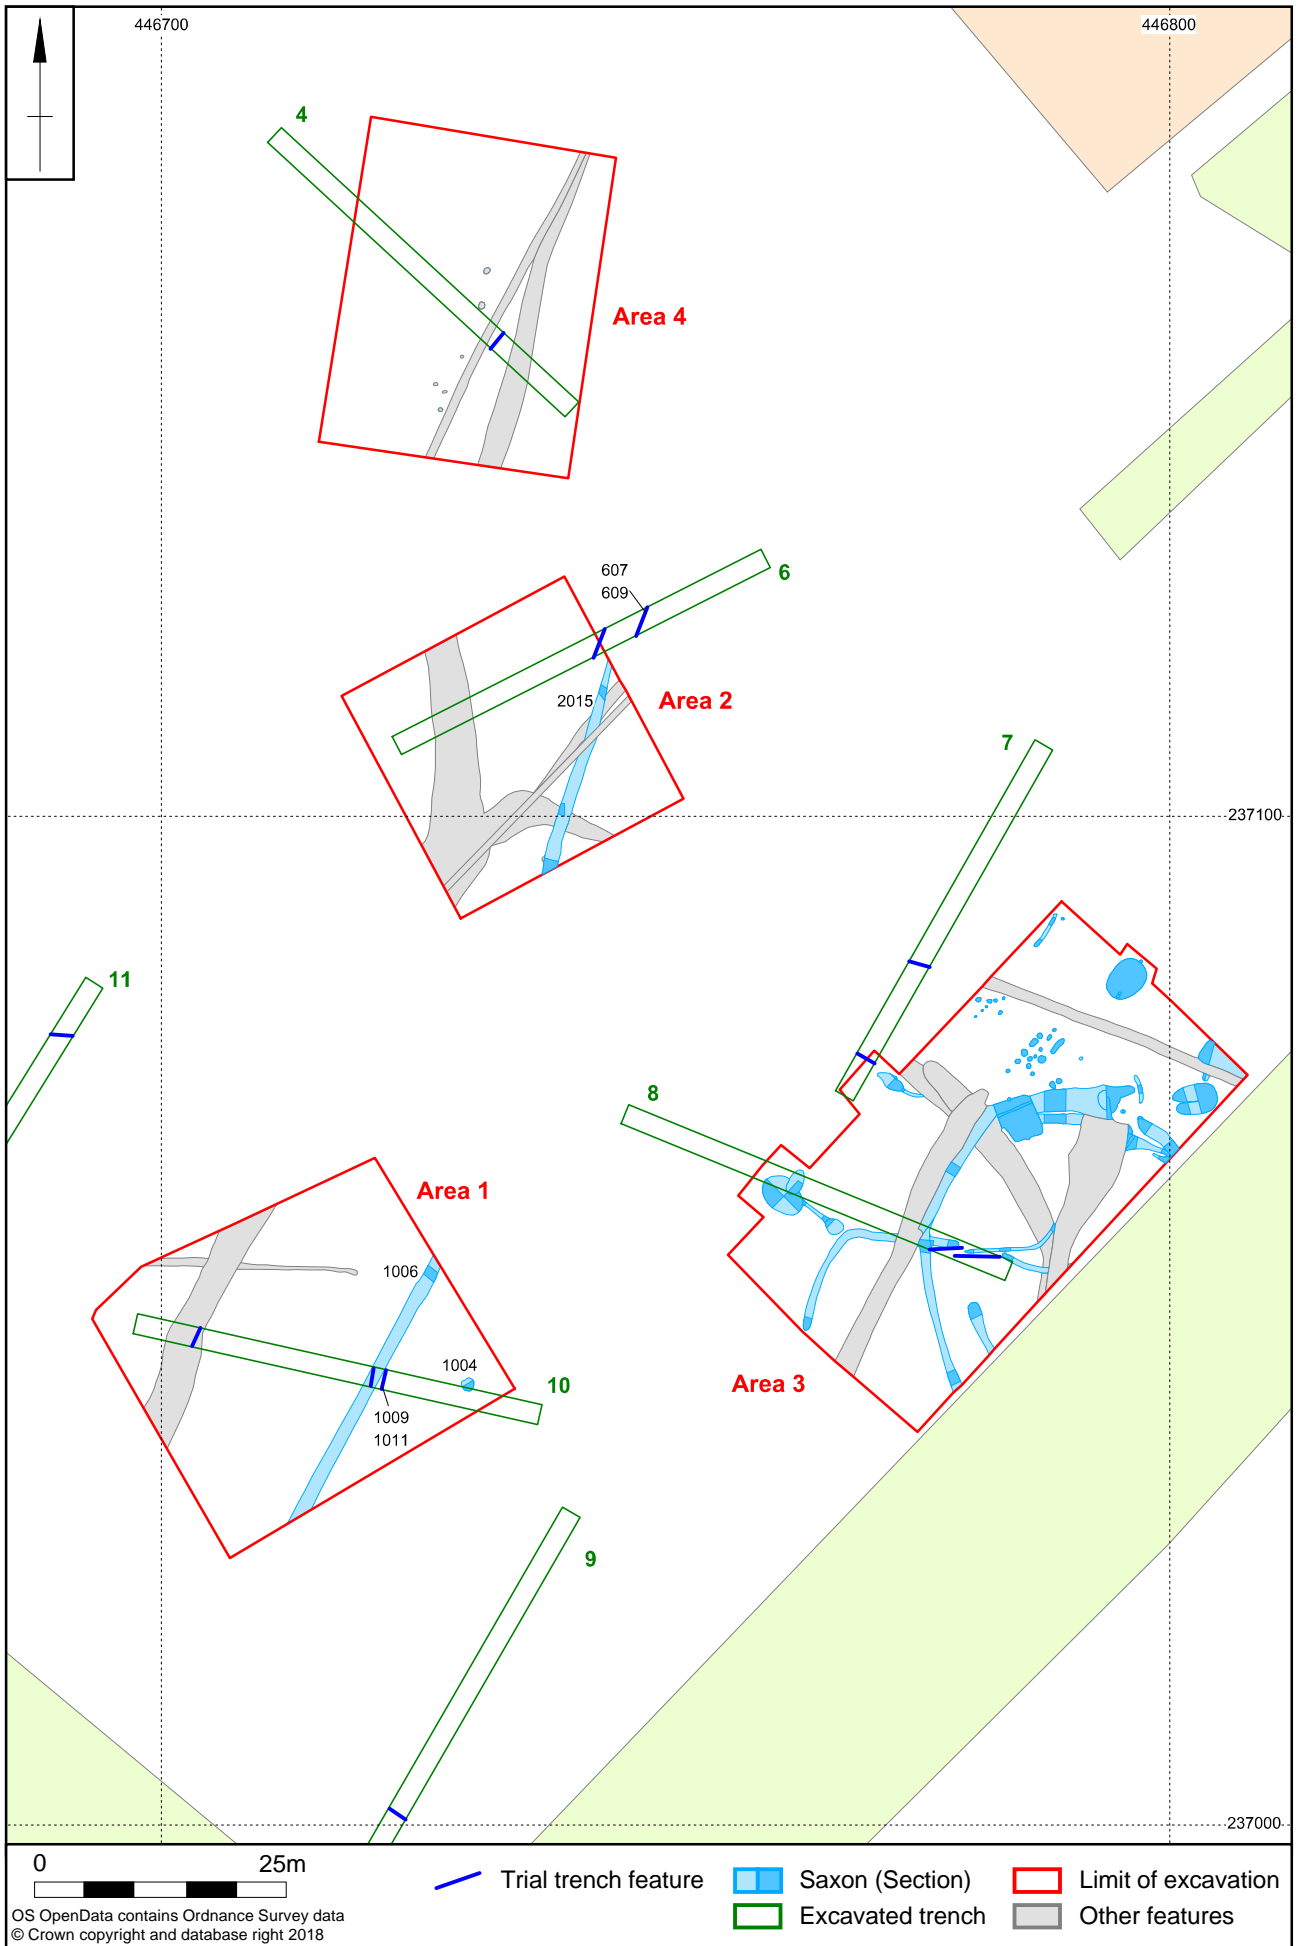 446700
446800
4
Area 4
607
609
6
2015
Area 2
7
237100
11
8
Area 1
1006
1004
10
1009
1011
Area 3
9
237000
0 25m
OS OpenData contains Ordnance Survey data
© Crown copyright and database right 2018
Trial trench feature
Saxon (Section)
Excavated trench
Limit of excavation
Other features